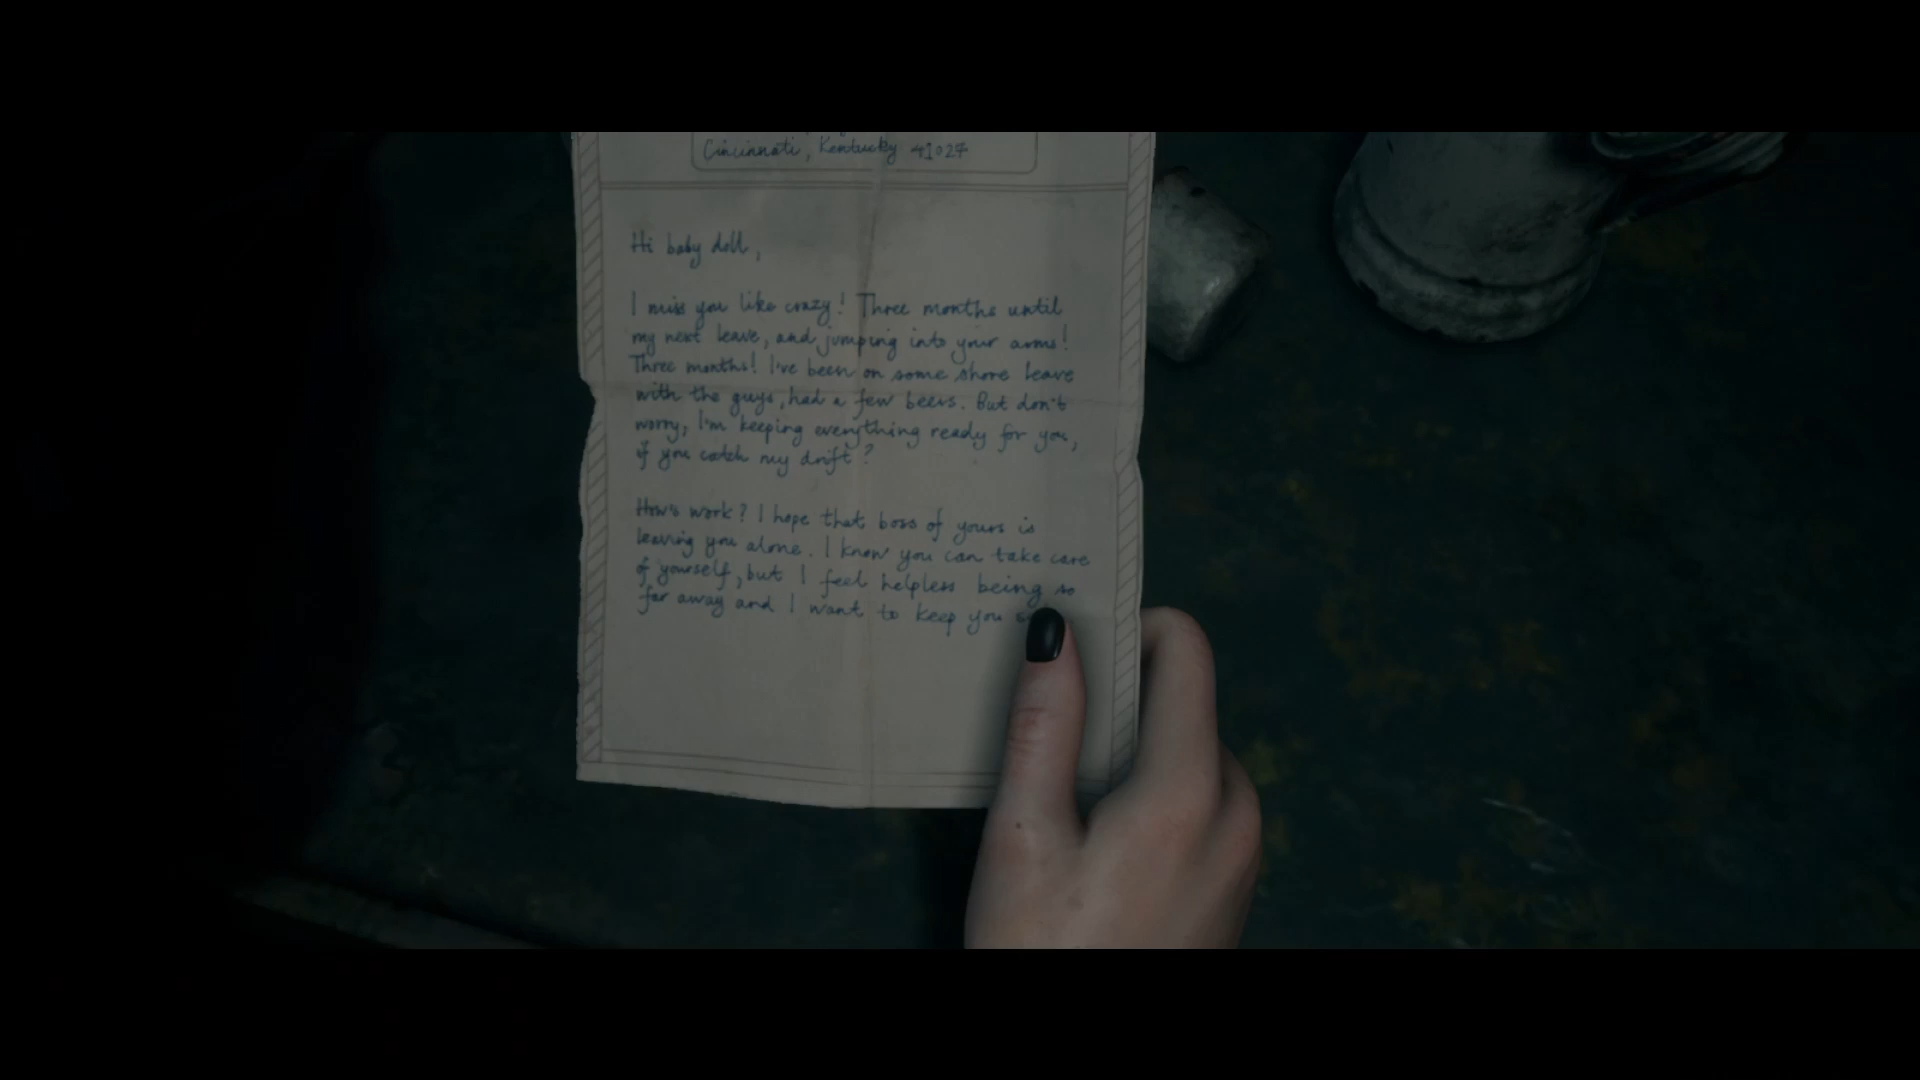 Cincinnati, Kentucky 41027
Hi baby doll,
I miss you like crazy! Three months until
my next leave, and jumping into your arms!
Three months! I've been on some shore leave
with the guys, had a few beers. But don't
worry, I'm keeping everything ready for you,
if you catch my drift?
How's work? I hope that boss of yours is
leaving you alone. I know you can take care
of yourself, but I feel helpless being so
far away and I want to keep you